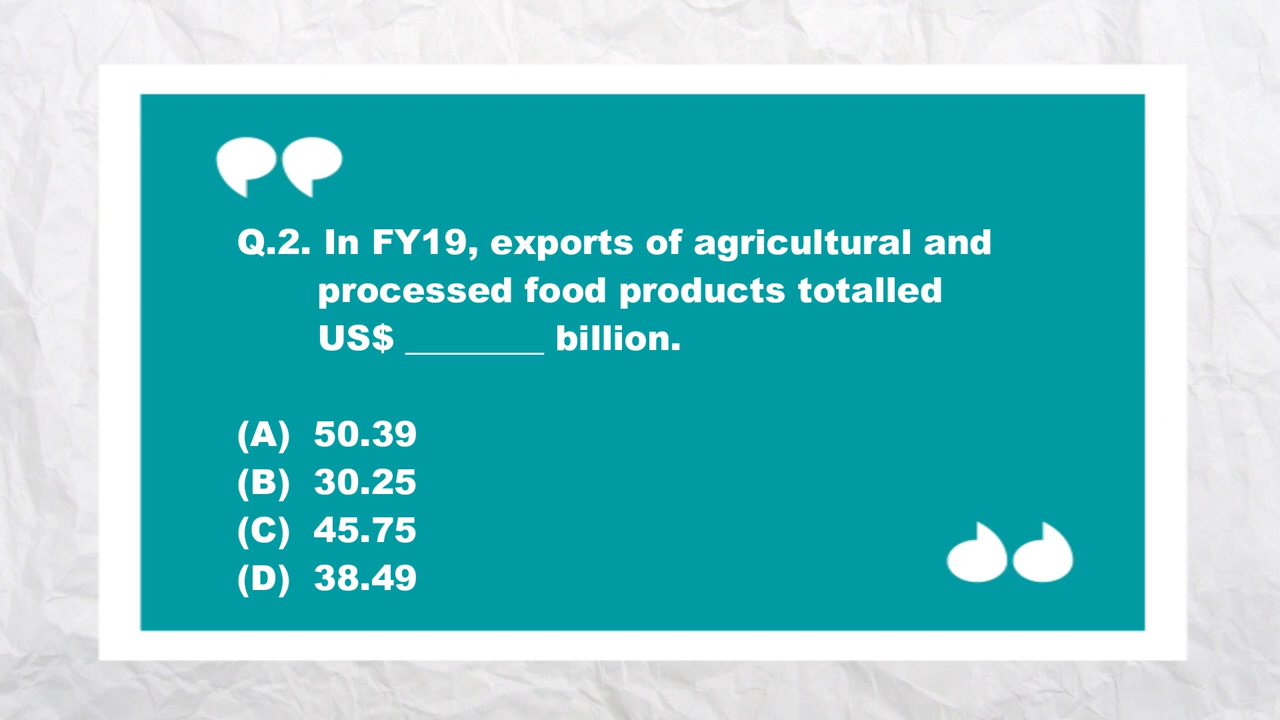 Q.2. In FY19, exports of agricultural and
processed food products totalled
US$ ________ billion.
(A) 50.39
(B) 30.25
(C) 45.75
(D) 38.49